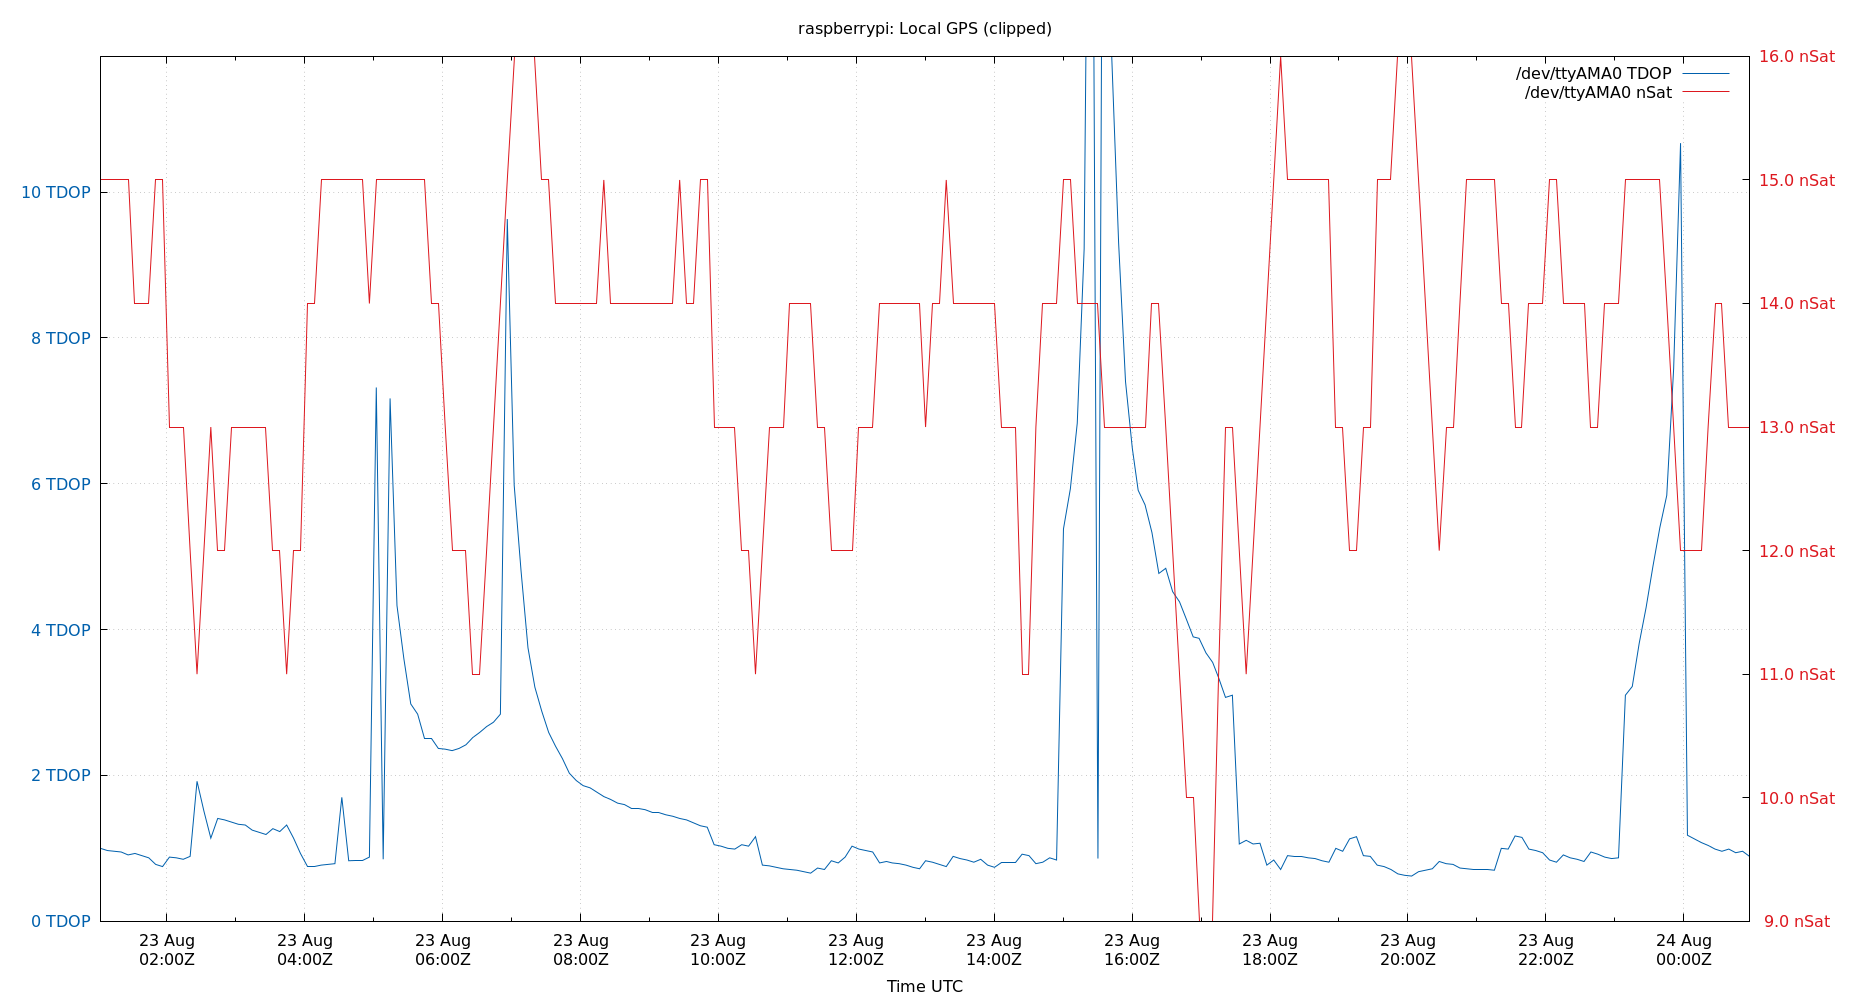 raspberrypi: Local GPS (clipped)
/dev/ttyAMA0 TDOP
/dev/ttyAMA0 nSat
10 TDOP
8 TDOP
6 TDOP
4 TDOP
2 TDOP
0 TDOP
16.0 nSat
15.0 nSat
14.0 nSat
13.0 nSat
12.0 nSat
11.0 nSat
10.0 nSat
9.0 nSat
23 Aug 23 Aug 23 Aug 23 Aug 23 Aug 23 Aug 23 Aug 23 Aug 23 Aug 23 Aug 23 Aug 24 Aug
02:00Z 04:00Z 06:00Z 08:00Z 10:00Z 12:00Z 14:00Z 16:00Z 18:00Z 20:00Z 22:00Z 00:00Z
Time UTC